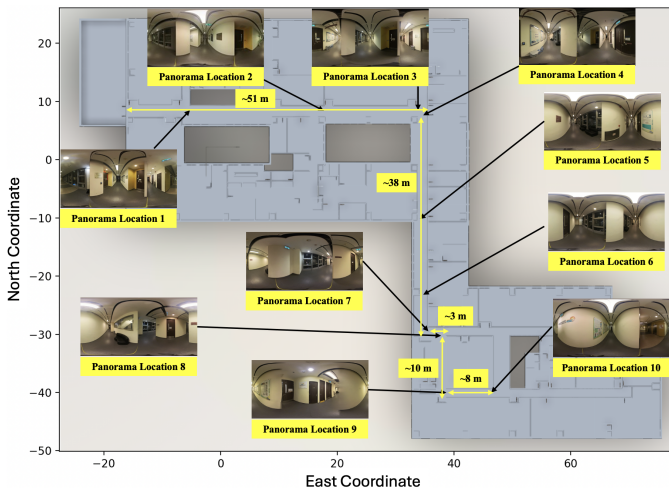 20
10
0
−10
−20
−30
−40
−50
North Coordinate
−20
0
20
40
60
East Coordinate
Panorama Location 2
Panorama Location 3
Panorama Location 4
~51 m
Panorama Location 5
~38 m
Panorama Location 1
Panorama Location 6
Panorama Location 7
~3 m
Panorama Location 8
~10 m
~8 m
Panorama Location 10
Panorama Location 9